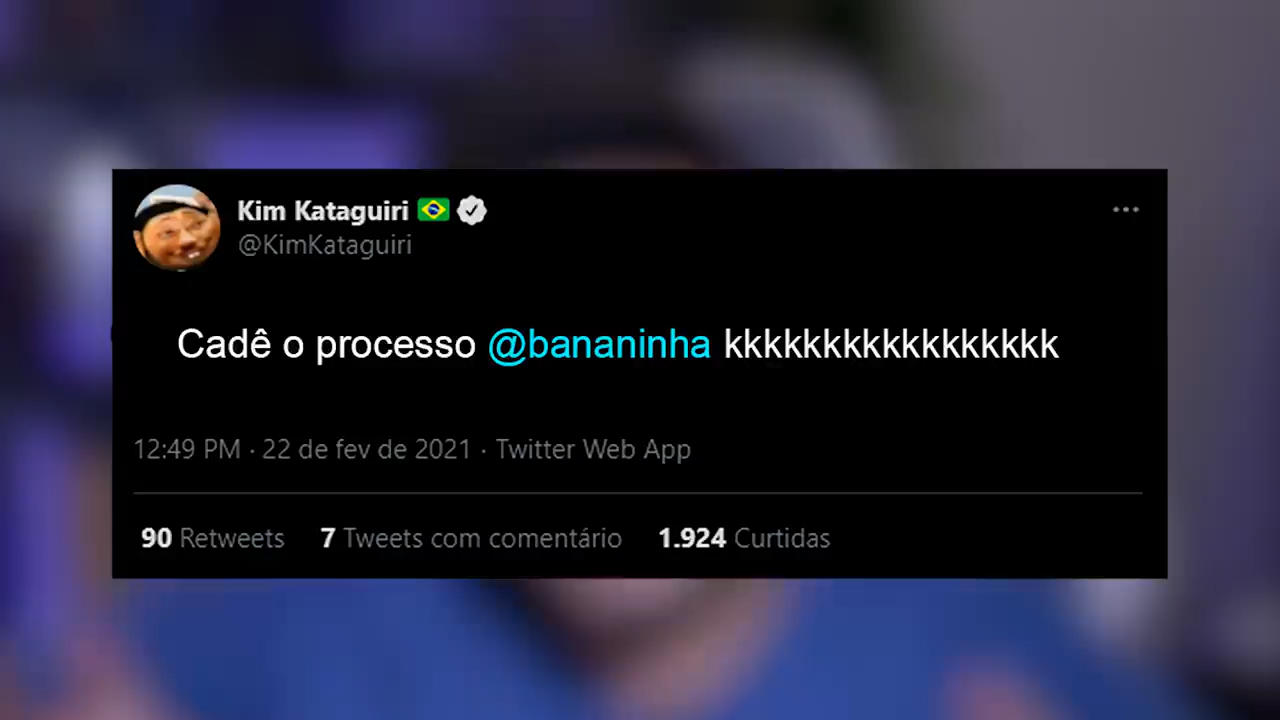 Kim Kataguiri
@KimKataguiri
Cadê o processo @bananinha kkkkkkkkkkkkkkkkk
12:49 PM · 22 de fev de 2021 · Twitter Web App
90 Retweets 7 Tweets com comentário 1.924 Curtidas